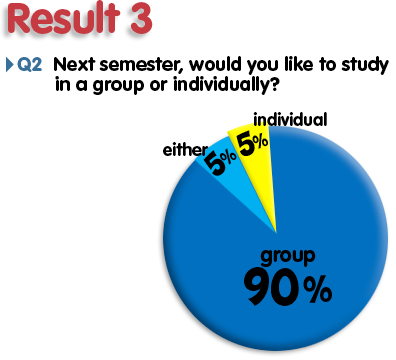 Result 3
Q2 Next semester, would you like to study
in a group or individually?
individual
5%
either
5%
group
90%